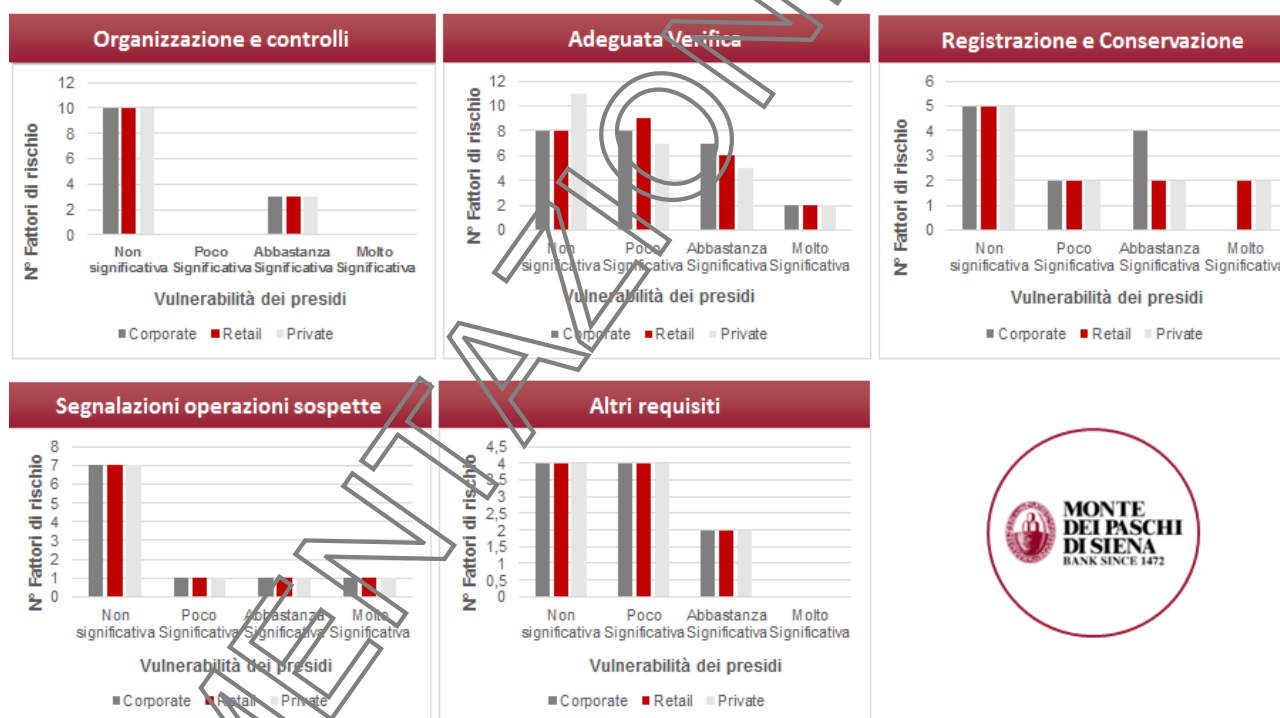 Organizzazione e controlli
12
10
8
6
4
2
0
N° Fattori di rischio
Non significativa
Poco Significativa
Abbastanza Significativa
Molto Significativa
Vulnerabilità dei presidi
Corporate Retail Private
Adeguata Verifica
12
10
8
6
4
2
0
N° Fattori di rischio
Non significativa
Poco Significativa
Abbastanza Significativa
Molto Significativa
Vulnerabilità dei presidi
Corporate Retail Private
Registrazione e Conservazione
6
5
4
3
2
1
0
N° Fattori di rischio
Non significativa
Poco Significativa
Abbastanza Significativa
Molto Significativa
Vulnerabilità dei presidi
Corporate Retail Private
Segnalazioni operazioni sospette
8
7
6
5
4
3
2
1
0
N° Fattori di rischio
Non significativa
Poco Significativa
Abbastanza Significativa
Molto Significativa
Vulnerabilità dei presidi
Corporate Retail Private
Altri requisiti
4,5
4
3,5
3
2,5
2
1,5
1
0,5
0
N° Fattori di rischio
Non significativa
Poco Significativa
Abbastanza Significativa
Molto Significativa
Vulnerabilità dei presidi
Corporate Retail Private
MONTE
DEI PASCHI
DI SIENA
BANK SINCE 1472